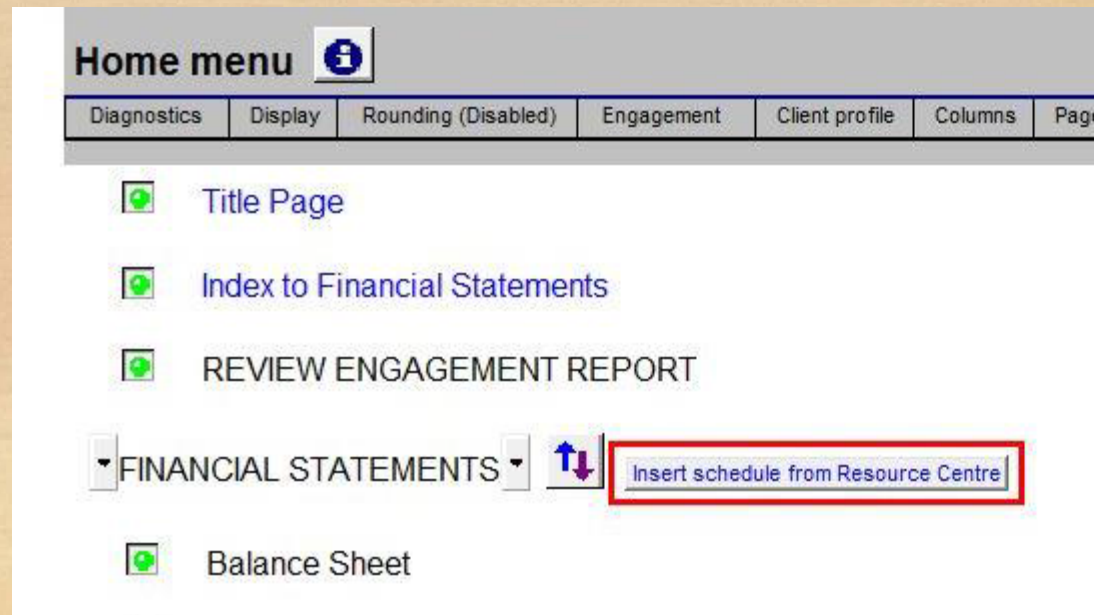 Home menu
Diagnostics Display Rounding (Disabled) Engagement Client profile Columns
Title Page
Index to Financial Statements
REVIEW ENGAGEMENT REPORT
FINANCIAL STATEMENTS Insert schedule from Resource Centre
Balance Sheet